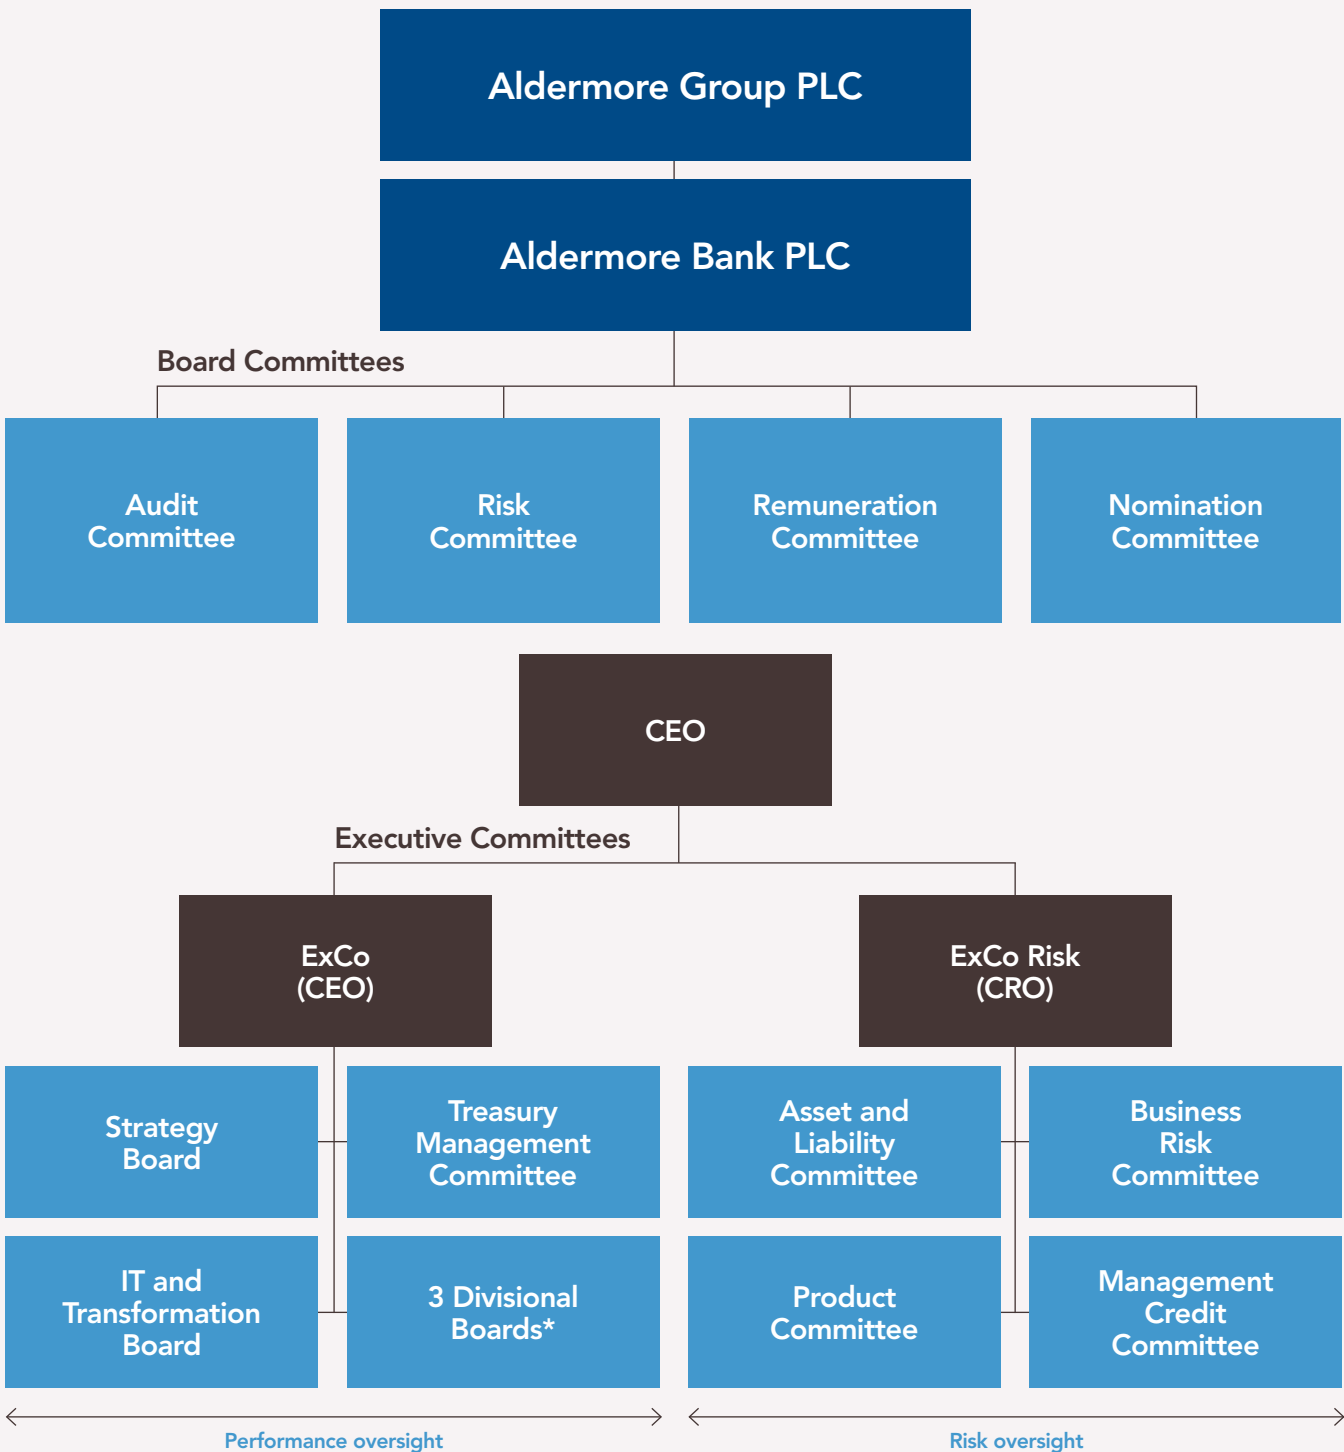 Aldermore Group PLC
Aldermore Bank PLC
Board Committees
Audit
Committee
Risk
Committee
Remuneration
Committee
Nomination
Committee
CEO
Executive Committees
ExCo
(CEO)
ExCo Risk
(CRO)
Strategy
Board
Treasury
Management
Committee
Asset and
Liability
Committee
Business
Risk
Committee
IT and
Transformation
Board
3 Divisional
Boards*
Product
Committee
Management
Credit
Committee
Performance oversight
Risk oversight